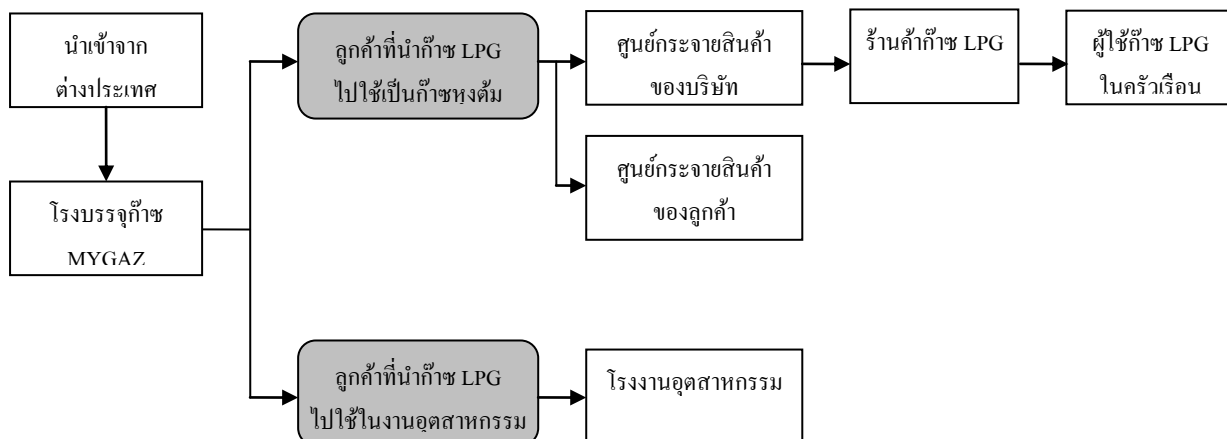 นำเข้าจาก
ต่างประเทศ
ลูกค้าที่นำก๊าซ LPG
ไปใช้เป็นก๊าซหุงต้ม
ศูนย์กระจายสินค้า
ของบริษัท
ร้านค้าก๊าซ LPG
ผู้ใช้ก๊าซ LPG
ในครัวเรือน
โรงบรรจุก๊าซ
MYGAZ
ศูนย์กระจายสินค้า
ของลูกค้า
ลูกค้าที่นำก๊าซ LPG
ไปใช้ในงานอุตสาหกรรม
โรงงานอุตสาหกรรม